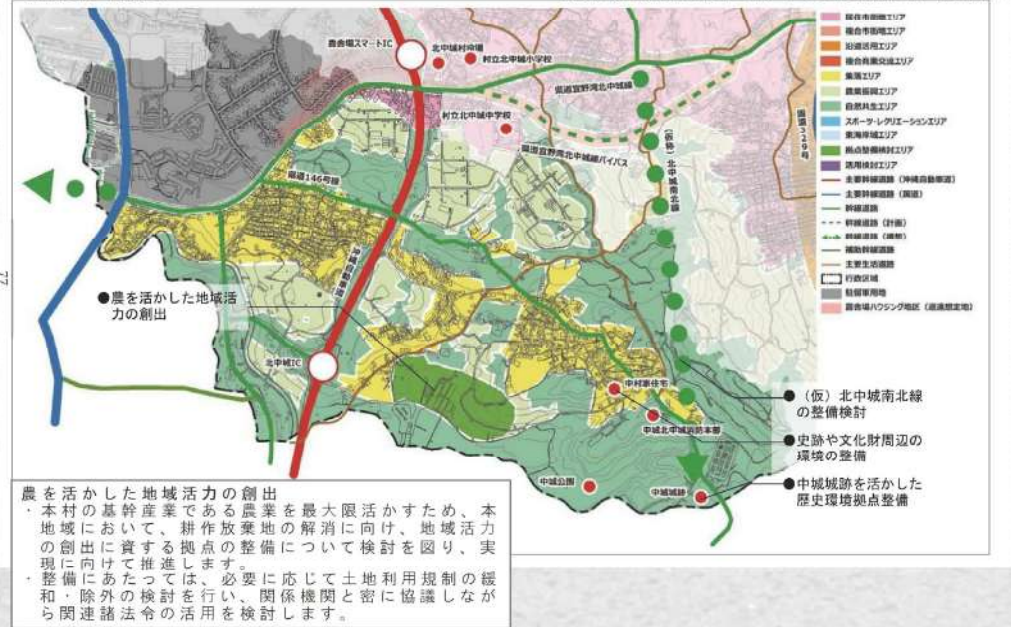 喜舎場スマートIC
北中城村役場
村立北中城小学校
県道宜野湾北中城線
村立北中城中学校
県道宜野湾北中城線バイパス
(仮称)北中城南北線
国道329号
県道146号線
沖縄自動車道
北中城IC
中村家住宅
中城北中城消防本部
中城公園
中城城跡
居住市街地エリア
複合市街地エリア
沿道活用エリア
複合商業交流エリア
集落エリア
農業振興エリア
自然共生エリア
スポーツ・レクリエーションエリア
東海岸域エリア
拠点整備検討エリア
活用検討エリア
主要幹線道路(沖縄自動車道)
主要幹線道路(国道)
幹線道路
幹線道路(計画)
幹線道路(構想)
補助幹線道路
主要生活道路
行政区域
駐留軍用地
喜舎場ハウジング地区(返還想定地)
77
●農を活かした地域活
力の創出
●(仮)北中城南北線
の整備検討
●史跡や文化財周辺の
環境の整備
●中城城跡を活かした
歴史環境拠点整備
農を活かした地域活力の創出
・本村の基幹産業である農業を最大限活かすため、本
地域において、耕作放棄地の解消に向け、地域活力
の創出に資する拠点の整備について検討を図り、実
現に向けて推進します。
・整備にあたっては、必要に応じて土地利用規制の緩
和・除外の検討を行い、関係機関と密に協議しなが
ら関連諸法令の活用を検討します。